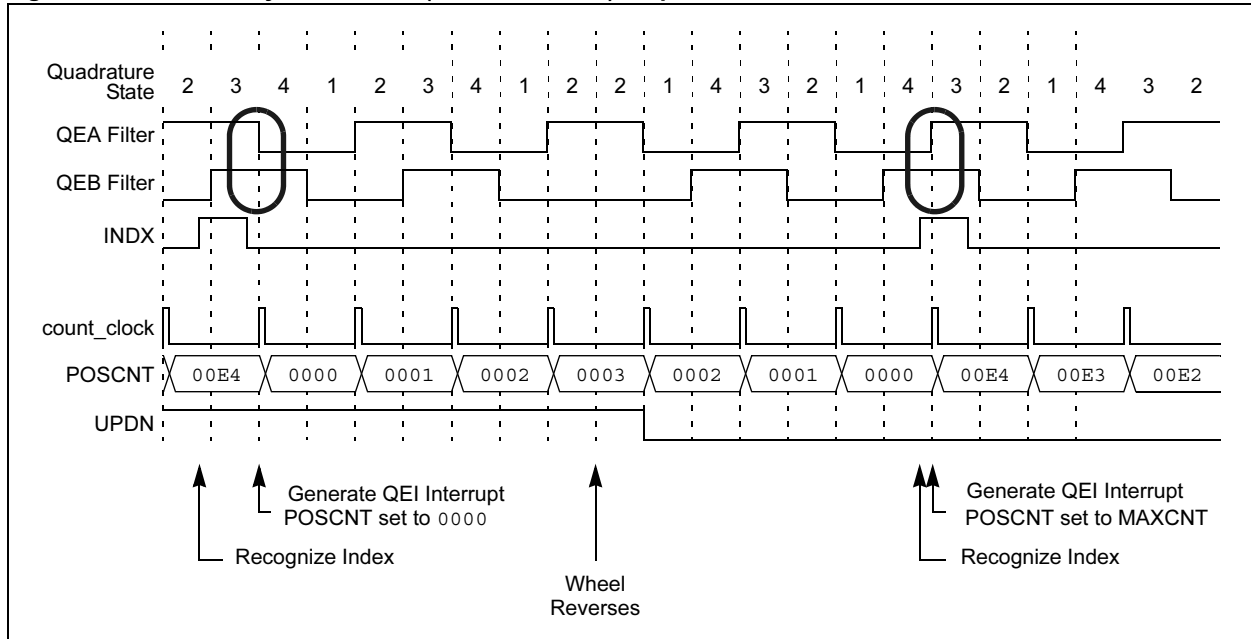 Quadrature
State
2 3 4 1 2 3 4 1 2 2 1 4 3 2 1 4 3 2 1 4 3 2
QEA Filter
QEB Filter
INDX
count_clock
POSCNT 00E4 0000 0001 0002 0003 0002 0001 0000 00E4 00E3 00E2
UPDN
Generate QEI Interrupt
POSCNT set to 0000
Recognize Index
Wheel
Reverses
Generate QEI Interrupt
POSCNT set to MAXCNT
Recognize Index